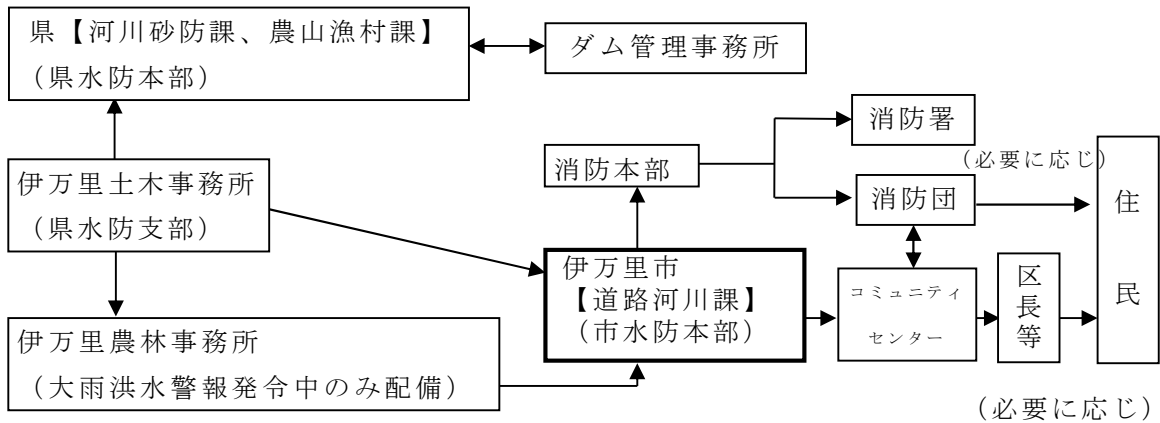 県【河川砂防課、農山漁村課】
(県水防本部)
ダム管理事務所
消防署
(必要に応じ)
伊万里土木事務所
(県水防支部)
消防本部
消防団
住
民
伊万里市
【道路河川課】
(市水防本部)
コミュニティ
センター
区
長
等
伊万里農林事務所
(大雨洪水警報発令中のみ配備)
(必要に応じ)